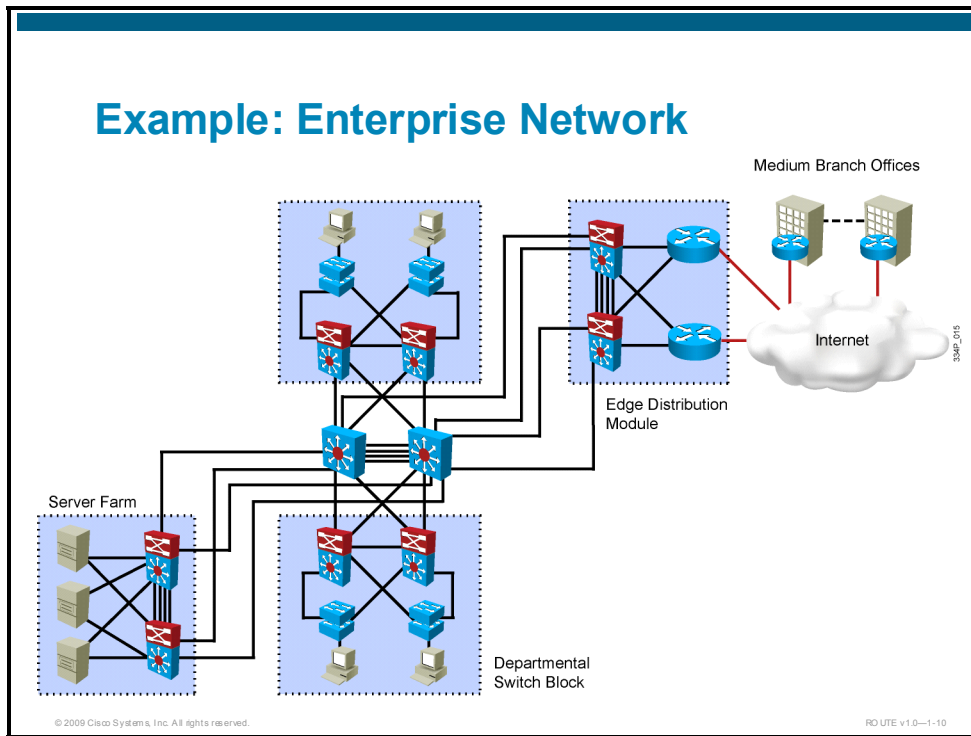 Example: Enterprise Network
Medium Branch Offices
Internet
334P_015
Edge Distribution
Module
Server Farm
Departmental
Switch Block
© 2009 Cisco Systems, Inc. All rights reserved.
ROUTE v1.0—1-10